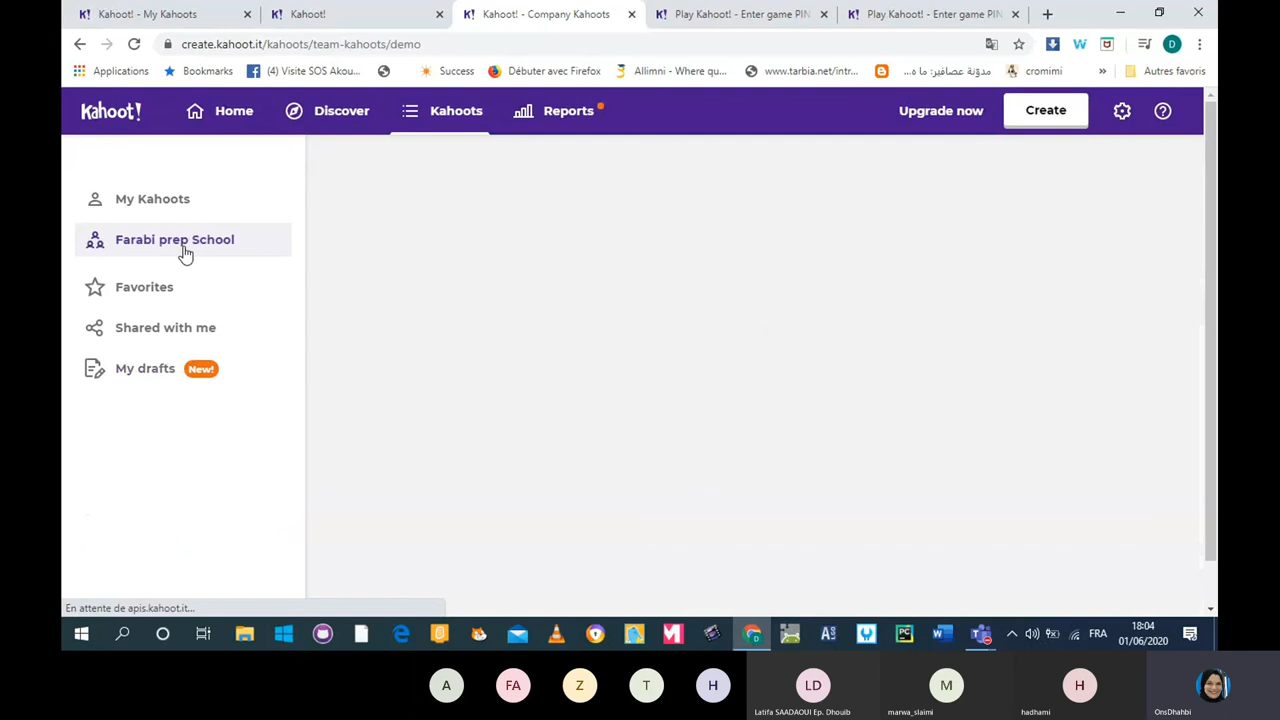 K! Kahoot! - My Kahoots
K! Kahoot!
K! Kahoot! - Company Kahoots
K! Play Kahoot! - Enter game PIN
K! Play Kahoot! - Enter game PIN
create.kahoot.it/kahoots/team-kahoots/demo
D
Applications
Bookmarks
Visite SOS Akou...
Success
Débuter avec Firefox
Allimni - Where qu...
www.tarbia.net/intr...
مدوّنة عصافير: ما ه...
cromimi
»
Autres favoris
Kahoot!
Home
Discover
Kahoots
Reports
Upgrade now
Create
My Kahoots
Farabi prep School
Favorites
Shared with me
My drafts New!
En attente de apis.kahoot.it...
FRA
18:04
01/06/2020
A
FA
Z
T
H
LD
M
H
Latifa SAADAOUI Ep. Dhouib
marwa_slaimi
hadhami
OnsDhahbi